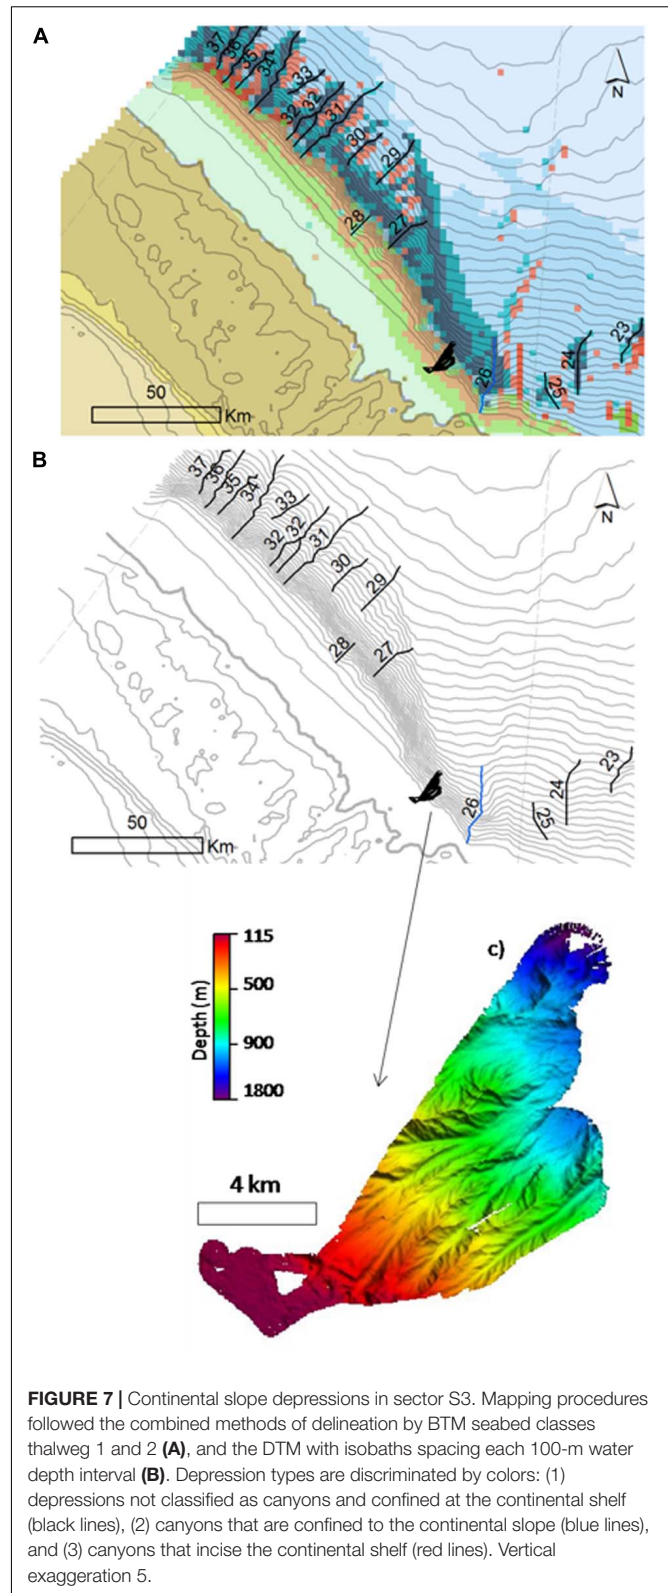 A
37
36
35
34
33
32
32
31
30
29
28
27
26
25
24
23
N
50
Km
B
37
36
35
34
33
32
32
31
30
29
28
27
26
25
24
23
N
50
Km
c)
Depth (m)
115
500
900
1800
4 km
FIGURE 7 | Continental slope depressions in sector S3. Mapping procedures
followed the combined methods of delineation by BTM seabed classes
thalweg 1 and 2 (A), and the DTM with isobaths spacing each 100-m water
depth interval (B). Depression types are discriminated by colors: (1)
depressions not classified as canyons and confined at the continental shelf
(black lines), (2) canyons that are confined to the continental slope (blue lines),
and (3) canyons that incise the continental shelf (red lines). Vertical
exaggeration 5.